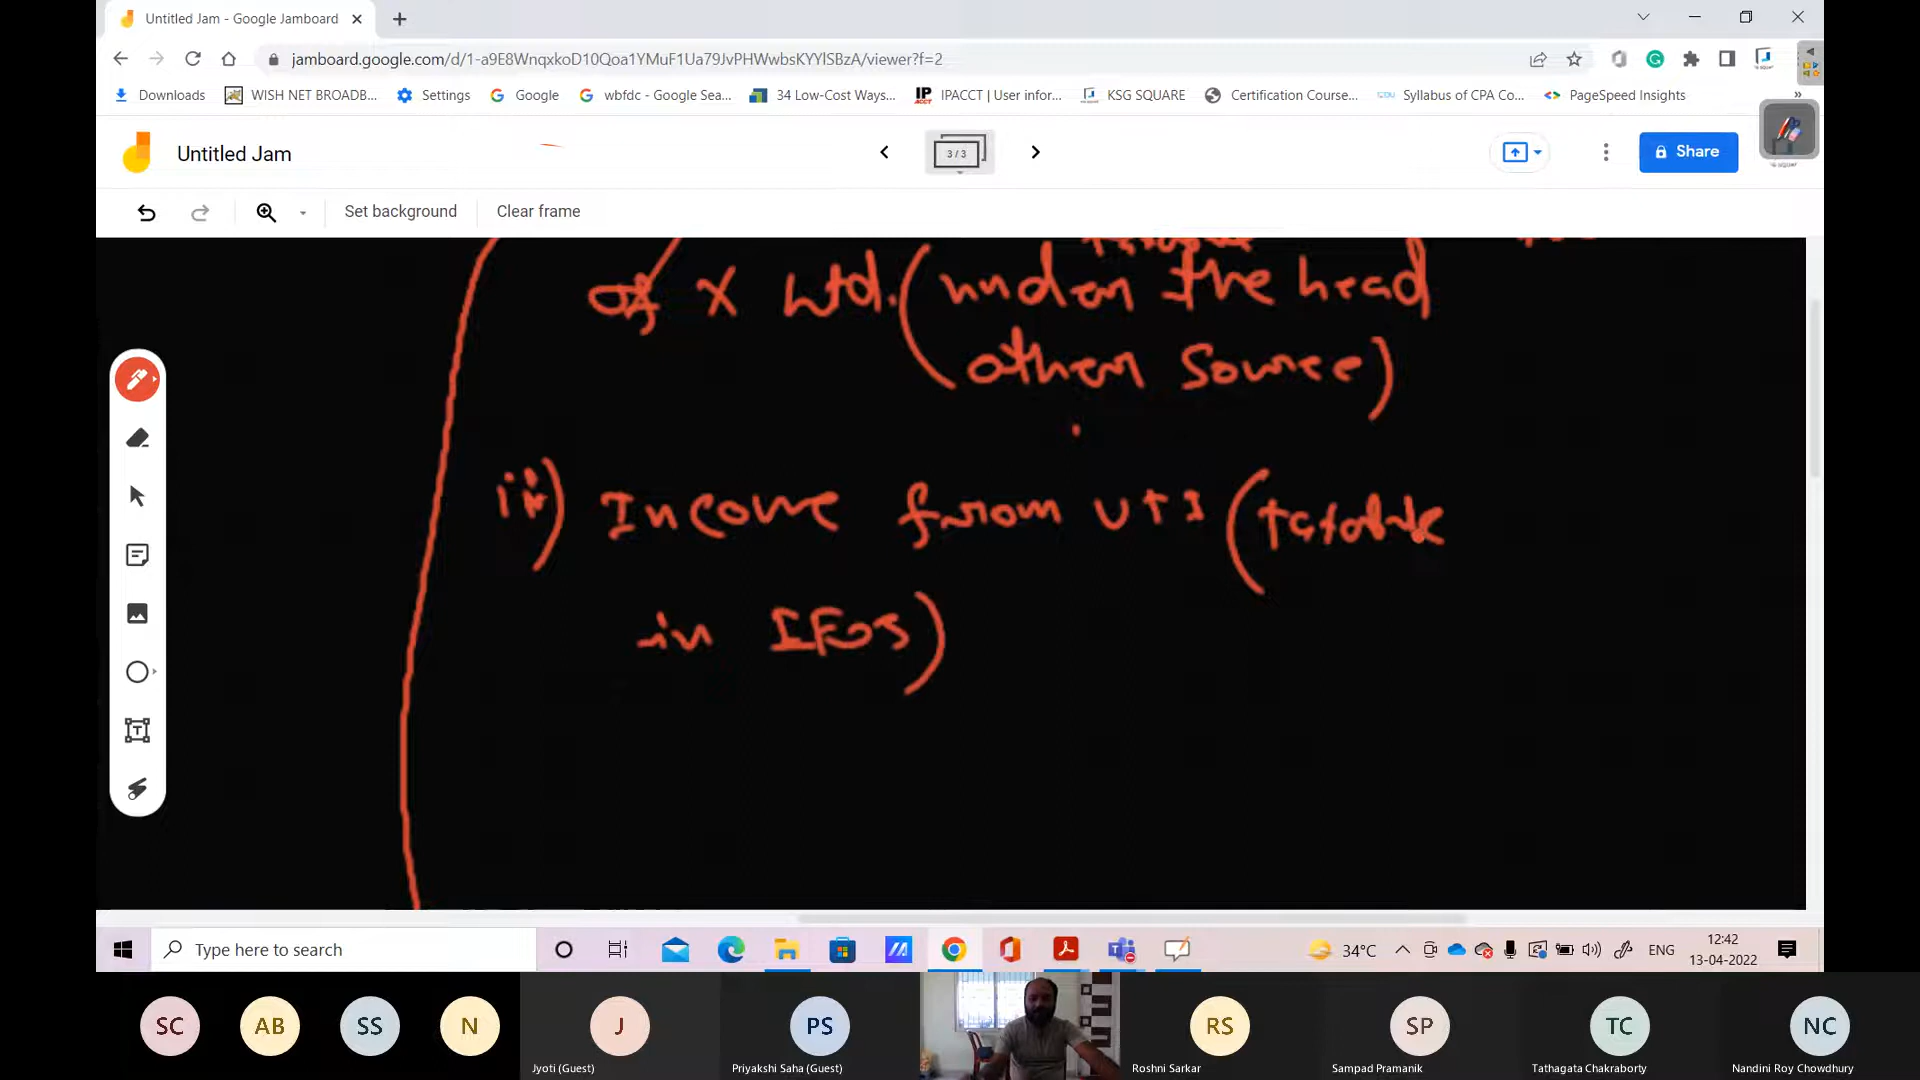 Untitled Jam - Google Jamboard
jamboard.google.com/d/1-a9E8WnqxkoD10Qoa1YMuF1Ua79JvPHWwbsKYYlSBzA/viewer?f=2
Downloads WISH NET BROADB... Settings Google wbfdc - Google Sea... 34 Low-Cost Ways... IP IPACCT | User infor... KSG SQUARE Certification Course... Syllabus of CPA Co... PageSpeed Insights »
Untitled Jam 3 / 3 Share
Set background Clear frame
of X Ltd. (under the head
other source)
Income from UTI (taxable
in IFOS)
Type here to search 34°C ENG 12:42
13-04-2022
SC AB SS N J PS RS SP TC NC
Jyoti (Guest) Priyakshi Saha (Guest) Roshni Sarkar Sampad Pramanik Tathagata Chakraborty Nandini Roy Chowdhury